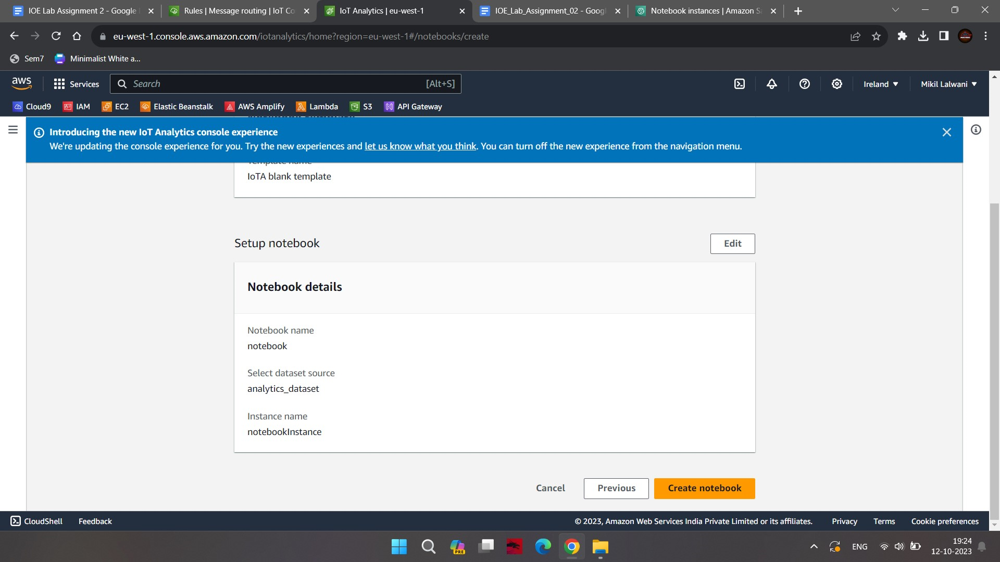 IOE Lab Assignment 2 - Google
Rules | Message routing | IoT Co
IoT Analytics | eu-west-1
IOE_Lab_Assignment_02 - Googl
Notebook instances | Amazon S
eu-west-1.console.aws.amazon.com/iotanalytics/home?region=eu-west-1#/notebooks/create
Sem7
Minimalist White a...
aws
Services
Search
[Alt+S]
Ireland
Mikil Lalwani
Cloud9
IAM
EC2
Elastic Beanstalk
AWS Amplify
Lambda
S3
API Gateway
Introducing the new IoT Analytics console experience
We're updating the console experience for you. Try the new experiences and let us know what you think. You can turn off the new experience from the navigation menu.
Template name
IoTA blank template
Setup notebook
Edit
Notebook details
Notebook name
notebook
Select dataset source
analytics_dataset
Instance name
notebookInstance
Cancel
Previous
Create notebook
CloudShell
Feedback
© 2023, Amazon Web Services India Private Limited or its affiliates.
Privacy
Terms
Cookie preferences
PRE
ENG
19:24
12-10-2023